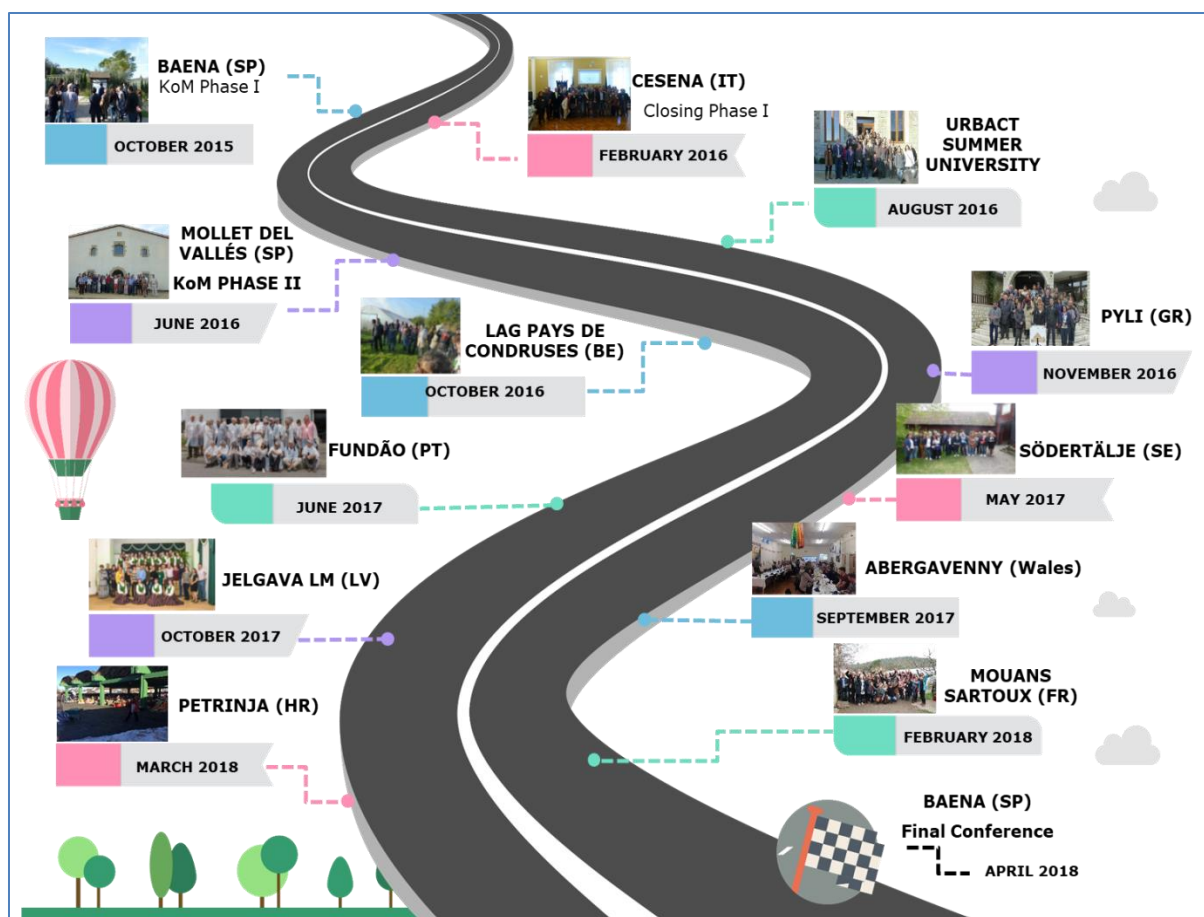 BAENA (SP)
KoM Phase I
OCTOBER 2015
CESENA (IT)
Closing Phase I
FEBRUARY 2016
URBACT
SUMMER
UNIVERSITY
AUGUST 2016
MOLLET DEL
VALLÉS (SP)
KoM PHASE II
JUNE 2016
LAG PAYS DE
CONDRUSES (BE)
OCTOBER 2016
PYLI (GR)
NOVEMBER 2016
FUNDÃO (PT)
JUNE 2017
SÖDERTÄLJE (SE)
MAY 2017
JELGAVA LM (LV)
OCTOBER 2017
ABERGAVENNY (Wales)
SEPTEMBER 2017
PETRINJA (HR)
MARCH 2018
MOUANS
SARTOUX (FR)
FEBRUARY 2018
BAENA (SP)
Final Conference
APRIL 2018